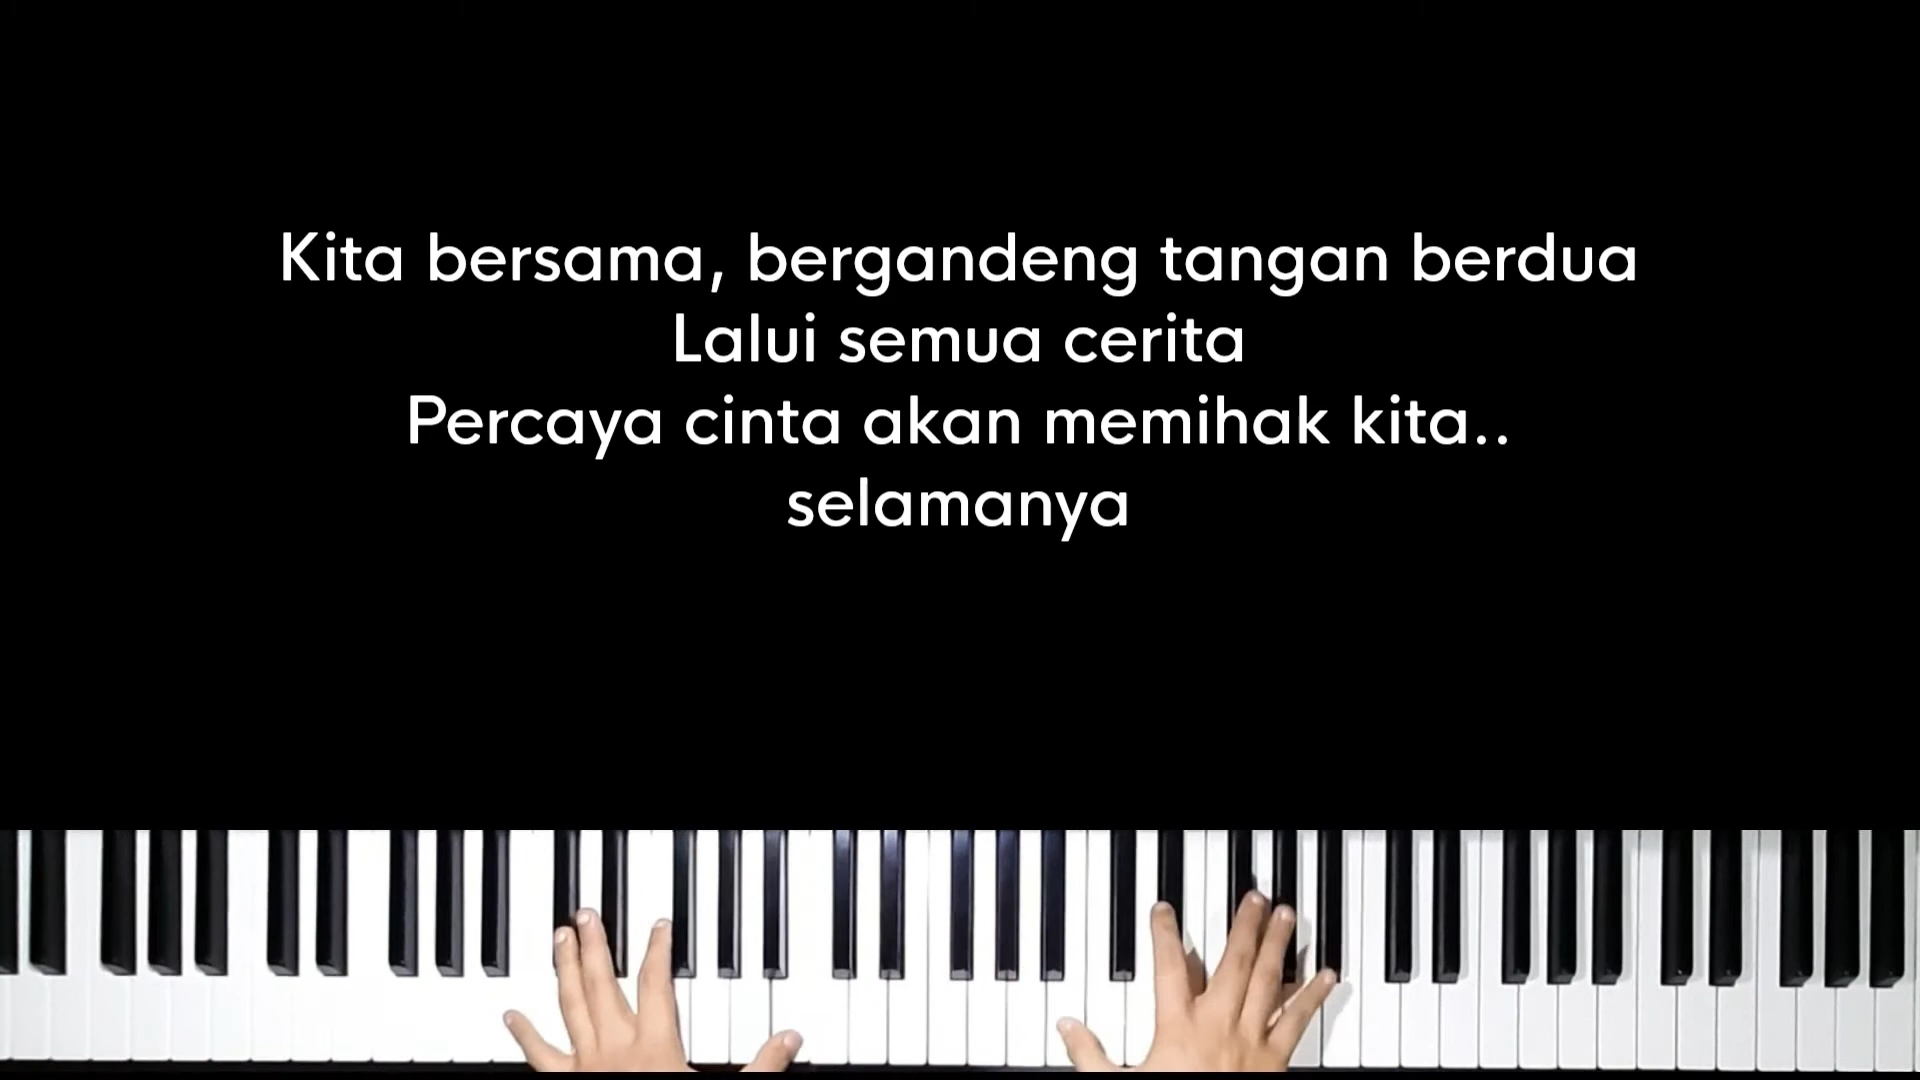 Kita bersama, bergandeng tangan berdua
Lalui semua cerita
Percaya cinta akan memihak kita..
selamanya